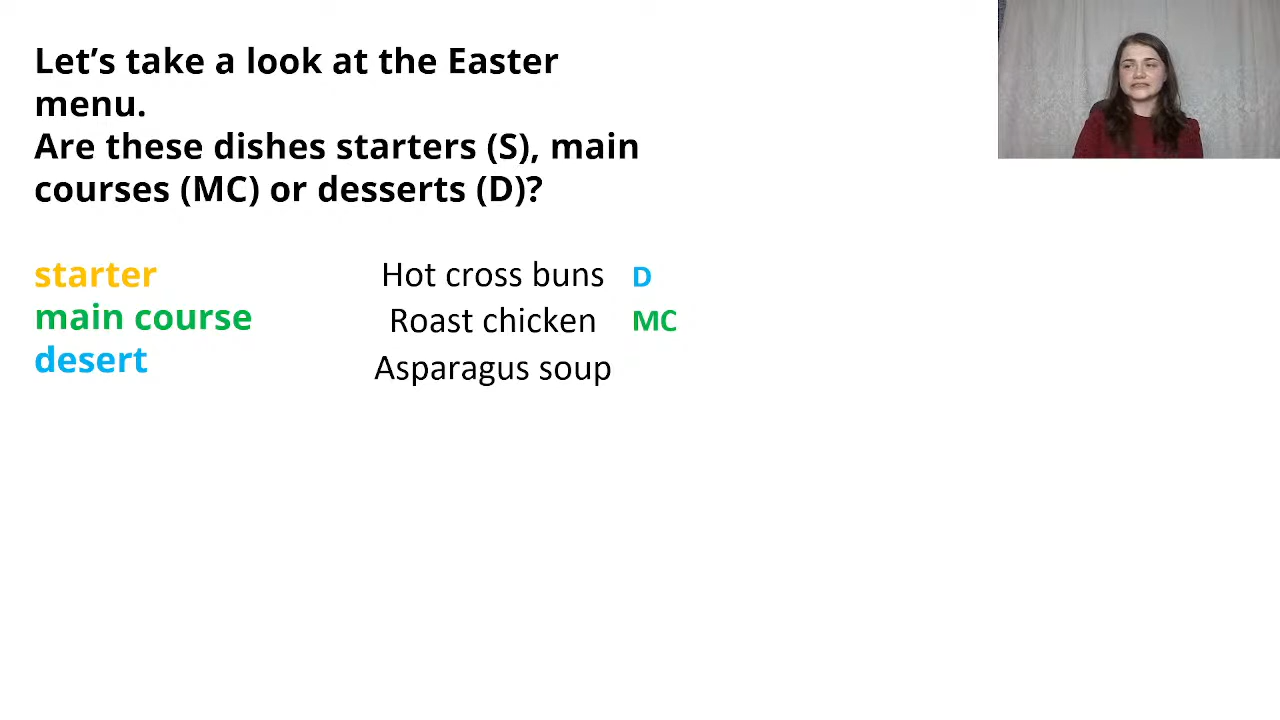 Let's take a look at the Easter
menu.
Are these dishes starters (S), main
courses (MC) or desserts (D)?
starter
main course
desert
Hot cross buns D
Roast chicken MC
Asparagus soup